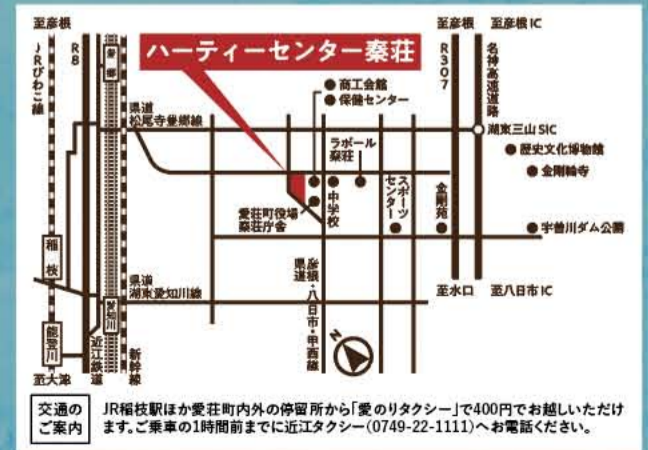 至彦根
至彦根
至彦根IC
JRびわこ線
R8
ハーティーセンター秦荘
R307
名神高速道路
商工会館
保健センター
県道
松尾寺豊郷線
湖東三山SIC
ラポール
秦荘
歴史文化博物館
金剛輪寺
中学校
スポーツ
センター
金剛苑
愛荘町役場
秦荘庁舎
宇曽川ダム公園
稲枝
県道
湖東愛知川線
県道
彦根・八日市・甲西線
至水口
至八日市IC
愛知川
能登川
近江鉄道
新幹線
N
至大津
交通の
ご案内
JR稲枝駅ほか愛荘町内外の停留所から「愛のりタクシー」で400円でお越しいただけ
ます。ご乗車の1時間前までに近江タクシー(0749-22-1111)へお電話ください。